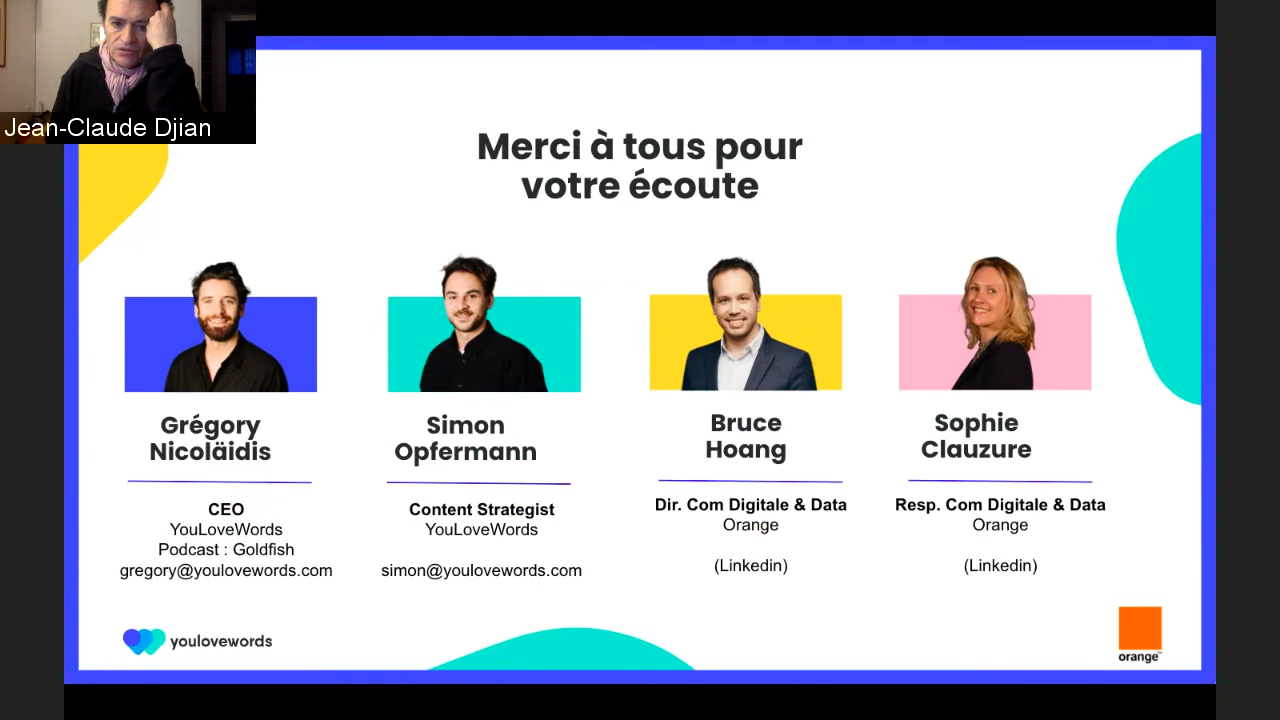 Jean-Claude Djian
Merci à tous pour
votre écoute
Grégory
Nicoläidis
CEO
YouLoveWords
Podcast : Goldfish
gregory@youlovewords.com
Simon
Opfermann
Content Strategist
YouLoveWords
simon@youlovewords.com
Bruce
Hoang
Dir. Com Digitale & Data
Orange
(Linkedin)
Sophie
Clauzure
Resp. Com Digitale & Data
Orange
(Linkedin)
youlovewords
orange™